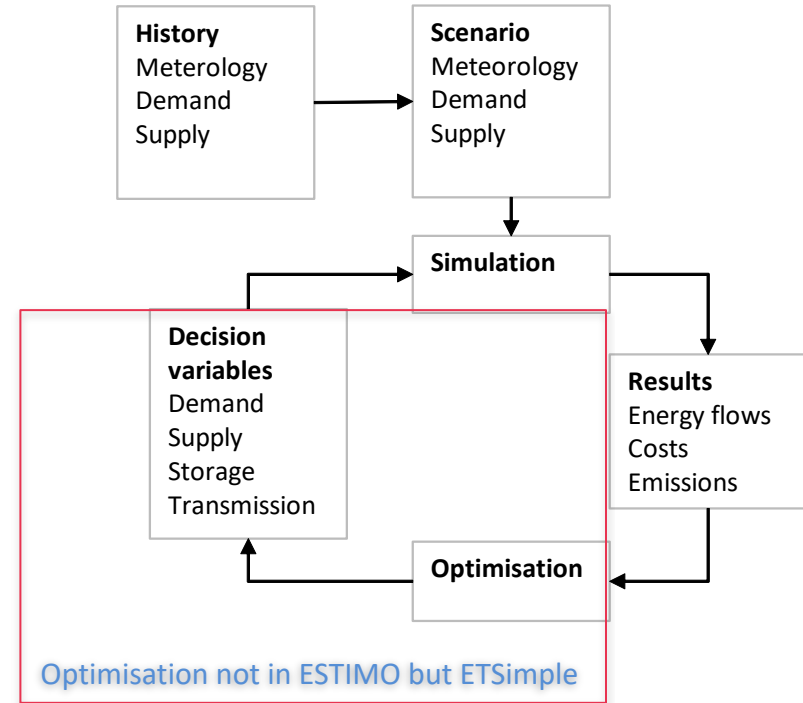 History
Meterology
Demand
Supply
Scenario
Meteorology
Demand
Supply
Simulation
Decision
variables
Demand
Supply
Storage
Transmission
Results
Energy flows
Costs
Emissions
Optimisation
Optimisation not in ESTIMO but ETSimple